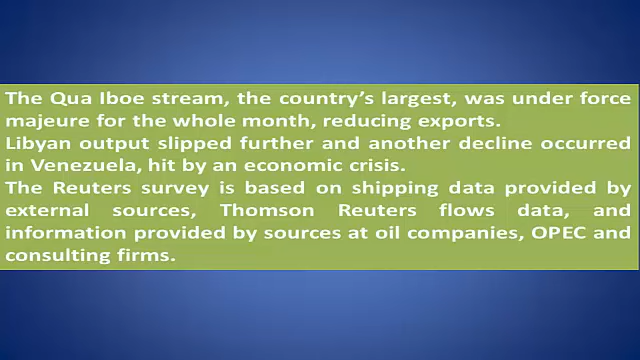 The Qua Iboe stream, the country’s largest, was under force
majeure for the whole month, reducing exports.
Libyan output slipped further and another decline occurred
in Venezuela, hit by an economic crisis.
The Reuters survey is based on shipping data provided by
external sources, Thomson Reuters flows data, and
information provided by sources at oil companies, OPEC and
consulting firms.